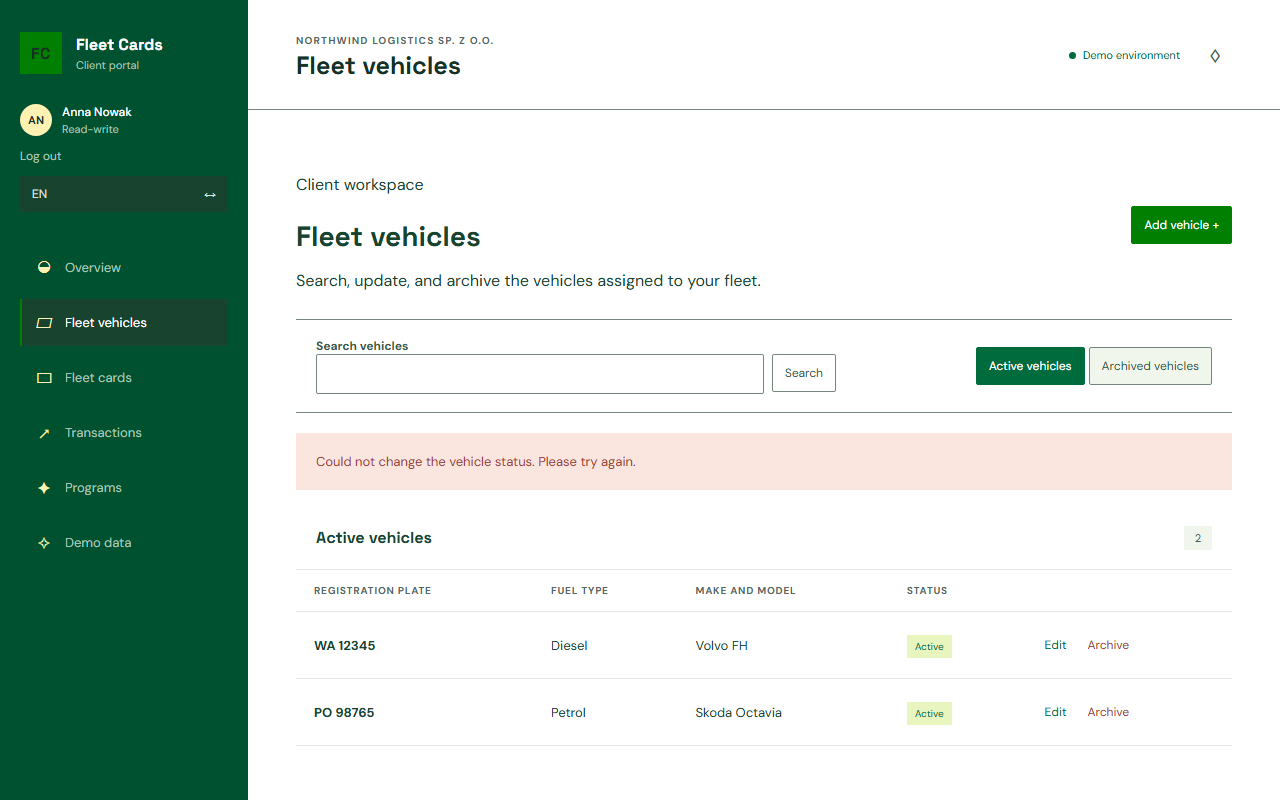 FC
Fleet Cards
Client portal
AN
Anna Nowak
Read-write
Log out
EN
Overview
Fleet vehicles
Fleet cards
Transactions
Programs
Demo data
NORTHWIND LOGISTICS SP. Z O.O.
Fleet vehicles
Demo environment
Client workspace
Fleet vehicles
Search, update, and archive the vehicles assigned to your fleet.
Add vehicle +
Search vehicles
Search
Active vehicles
Archived vehicles
Could not change the vehicle status. Please try again.
Active vehicles
2
REGISTRATION PLATE FUEL TYPE MAKE AND MODEL STATUS
WA 12345 Diesel Volvo FH Active Edit Archive
PO 98765 Petrol Skoda Octavia Active Edit Archive